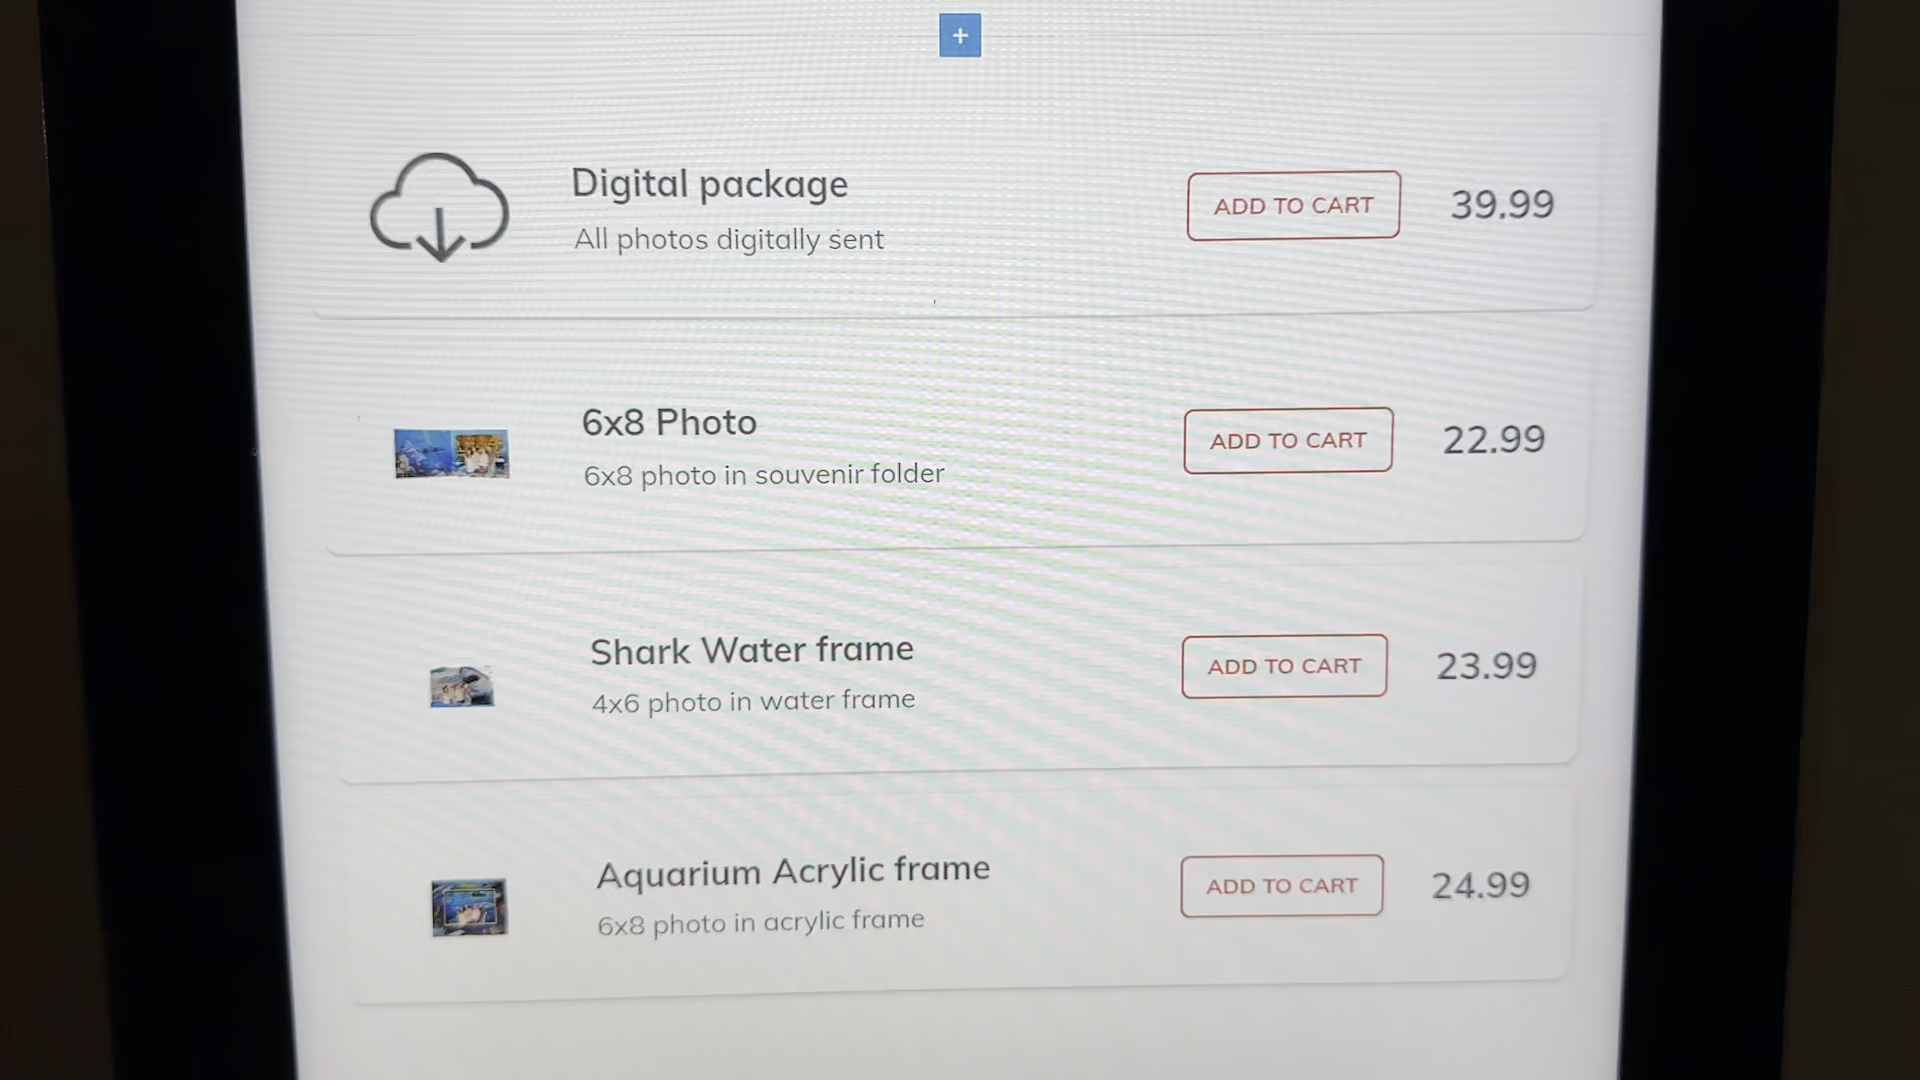 +
Digital package
All photos digitally sent
ADD TO CART
39.99
6x8 Photo
6x8 photo in souvenir folder
ADD TO CART
22.99
Shark Water frame
4x6 photo in water frame
ADD TO CART
23.99
Aquarium Acrylic frame
6x8 photo in acrylic frame
ADD TO CART
24.99